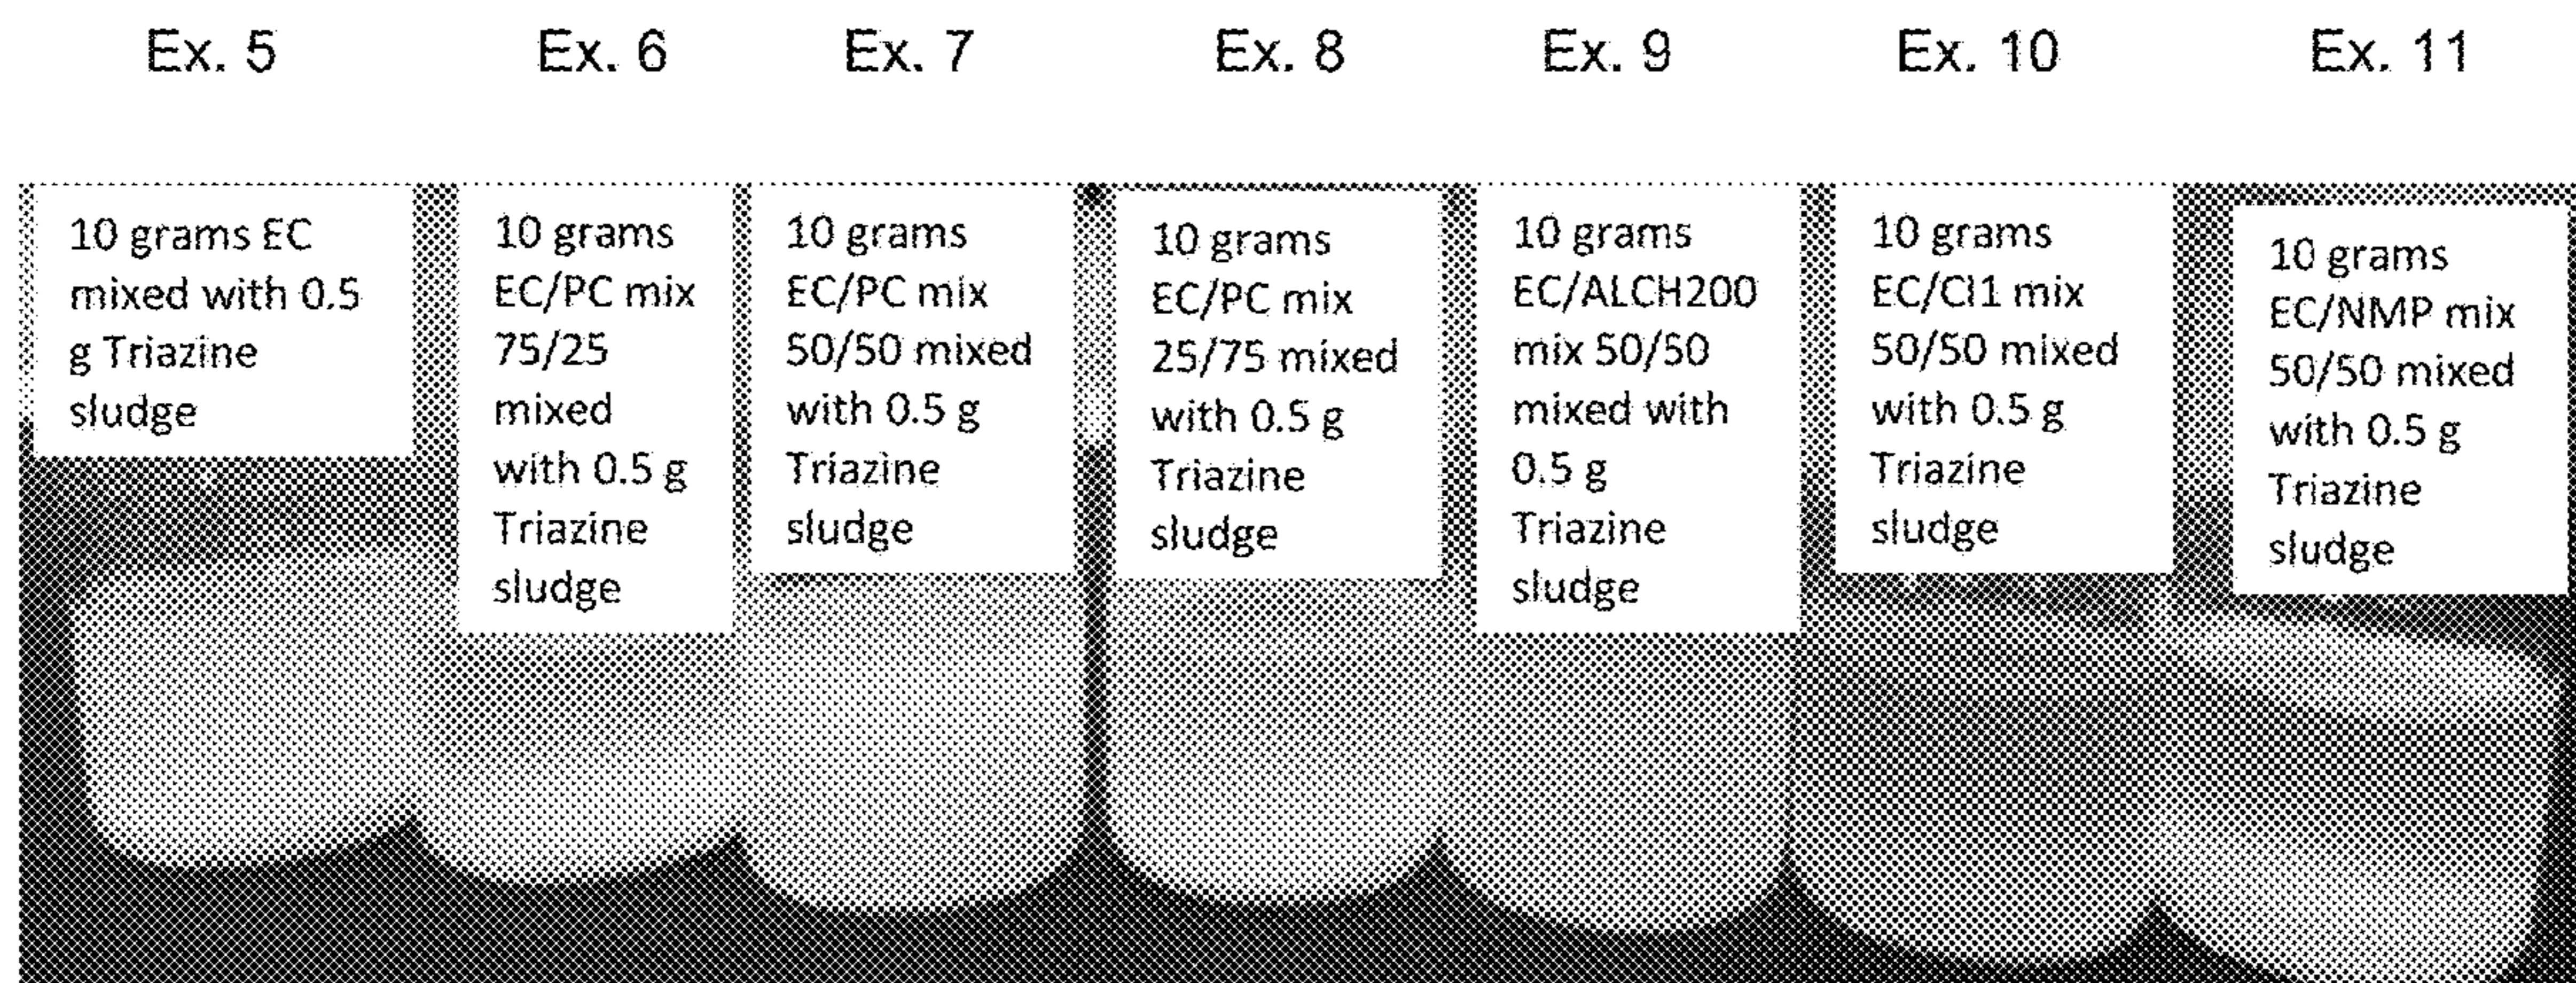 Ex. 5
Ex. 6
Ex. 7
Ex. 8
Ex. 9
Ex. 10
Ex. 11
10 grams EC
mixed with 0.5
g Triazine
sludge
10 grams
EC/PC mix
75/25
mixed
with 0.5 g
Triazine
sludge
10 grams
EC/PC mix
50/50 mixed
with 0.5 g
Triazine
sludge
10 grams
EC/PC mix
25/75 mixed
with 0.5 g
Triazine
sludge
10 grams
EC/ALCH200
mix 50/50
mixed with
0.5 g
Triazine
sludge
10 grams
EC/CI1 mix
50/50 mixed
with 0.5 g
Triazine
sludge
10 grams
EC/NMP mix
50/50 mixed
with 0.5 g
Triazine
sludge